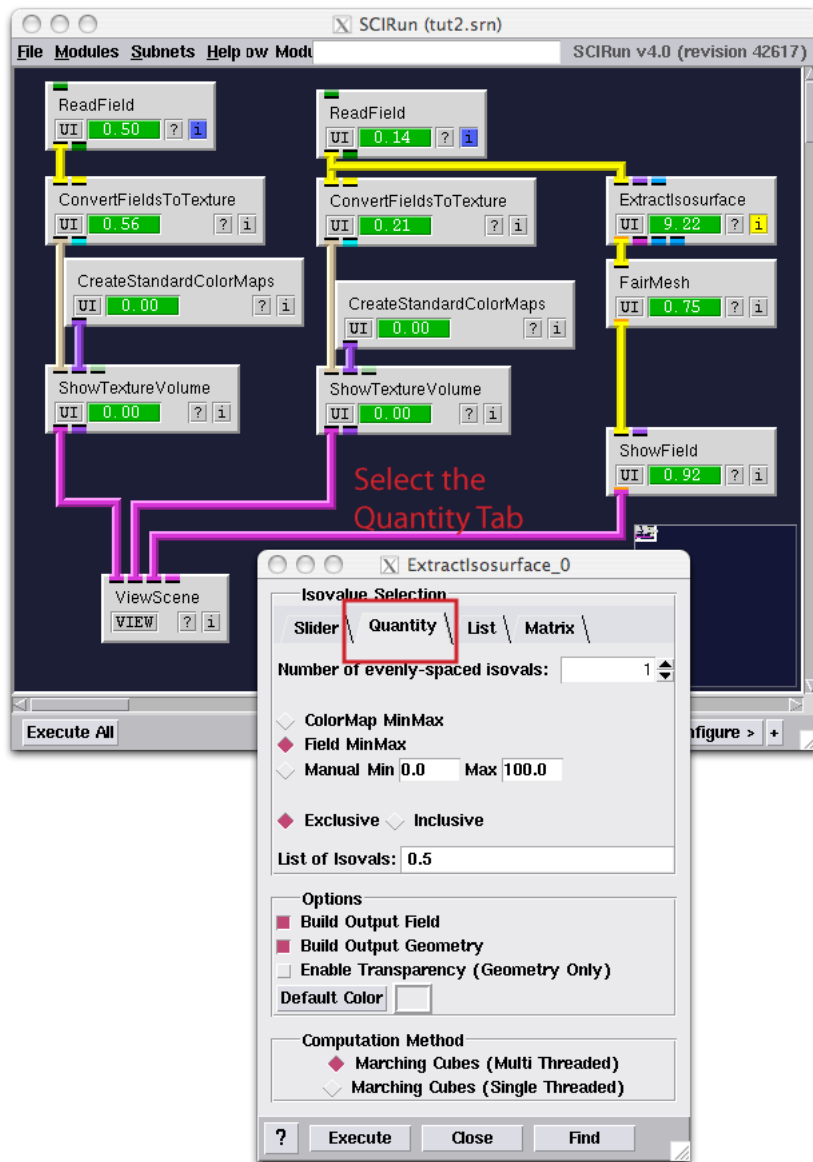 SCIRun (tut2.srn)
File Modules Subnets Help ow Modu SCIRun v4.0 (revision 42617)
ReadField
UI 0.50 ? i
ReadField
UI 0.14 ? i
ConvertFieldsToTexture
UI 0.56 ? i
ConvertFieldsToTexture
UI 0.21 ? i
ExtractIsosurface
UI 9.22 ? i
CreateStandardColorMaps
UI 0.00 ? i
CreateStandardColorMaps
UI 0.00 ? i
FairMesh
UI 0.75 ? i
ShowTextureVolume
UI 0.00 ? i
ShowTextureVolume
UI 0.00 ? i
ShowField
UI 0.92 ? i
Select the
Quantity Tab
ViewScene
VIEW ? i
Execute All
nfigure > +
ExtractIsosurface_0
Isovalue Selection
Slider Quantity List Matrix
Number of evenly-spaced isovals: 1
ColorMap MinMax
Field MinMax
Manual Min 0.0 Max 100.0
Exclusive Inclusive
List of Isovals: 0.5
Options
Build Output Field
Build Output Geometry
Enable Transparency (Geometry Only)
Default Color
Computation Method
Marching Cubes (Multi Threaded)
Marching Cubes (Single Threaded)
? Execute Close Find